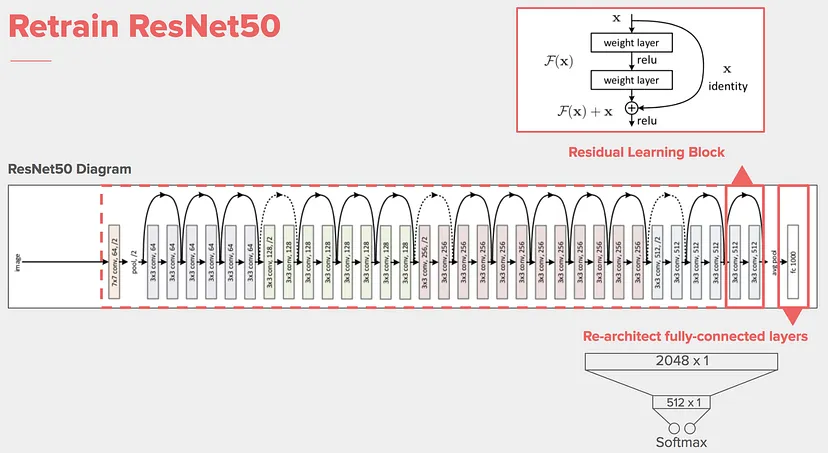 Retrain ResNet50
x
weight layer
relu
F(x)
weight layer
x
identity
F(x) + x
relu
Residual Learning Block
ResNet50 Diagram
image
7x7 conv, 64, /2
pool, /2
3x3 conv, 64
3x3 conv, 64
3x3 conv, 64
3x3 conv, 64
3x3 conv, 64
3x3 conv, 64
3x3 conv, 128, /2
3x3 conv, 128
3x3 conv, 128
3x3 conv, 128
3x3 conv, 128
3x3 conv, 128
3x3 conv, 128
3x3 conv, 128
3x3 conv, 256, /2
3x3 conv, 256
3x3 conv, 256
3x3 conv, 256
3x3 conv, 256
3x3 conv, 256
3x3 conv, 256
3x3 conv, 256
3x3 conv, 256
3x3 conv, 256
3x3 conv, 256
3x3 conv, 256
3x3 conv, 512, /2
3x3 conv, 512
3x3 conv, 512
3x3 conv, 512
3x3 conv, 512
3x3 conv, 512
avg pool
fc 1000
Re-architect fully-connected layers
2048 x 1
512 x 1
Softmax